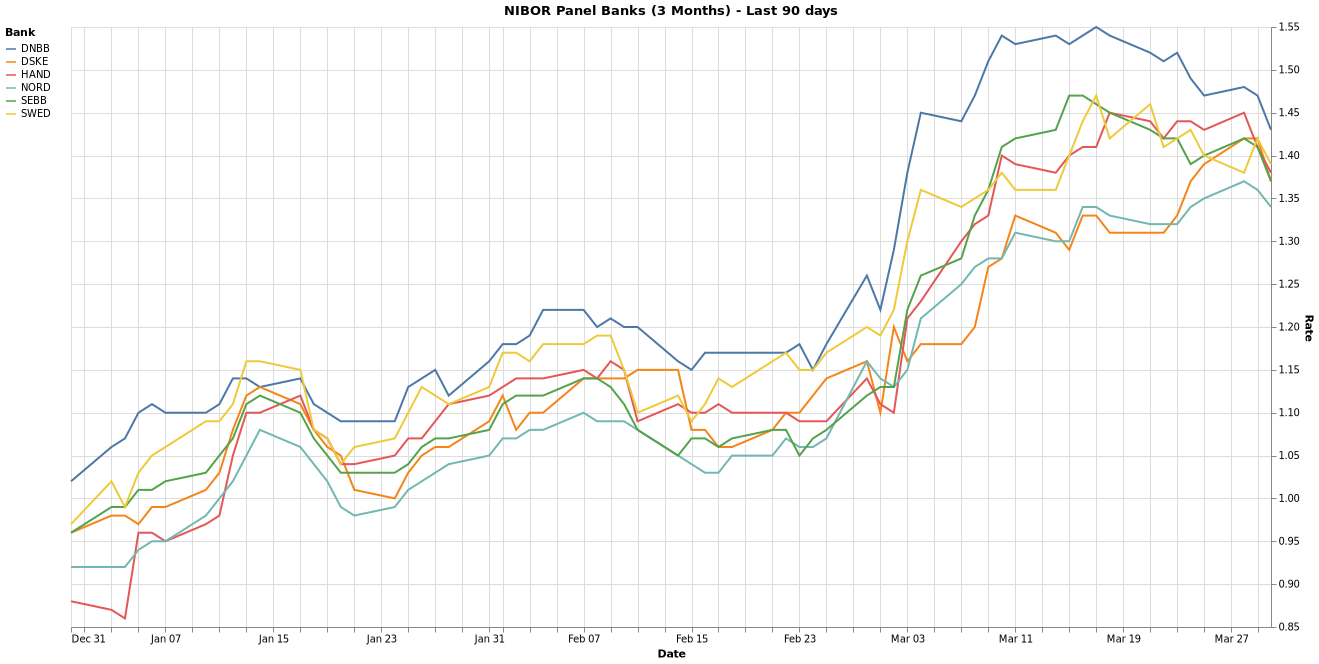 NIBOR Panel Banks (3 Months) - Last 90 days
Bank
DNBB
DSKE
HAND
NORD
SEBB
SWED
1.55
1.50
1.45
1.40
1.35
1.30
1.25
1.20
1.15
1.10
1.05
1.00
0.95
0.90
0.85
Rate
Dec 31 Jan 07 Jan 15 Jan 23 Jan 31 Feb 07 Feb 15 Feb 23 Mar 03 Mar 11 Mar 19 Mar 27
Date